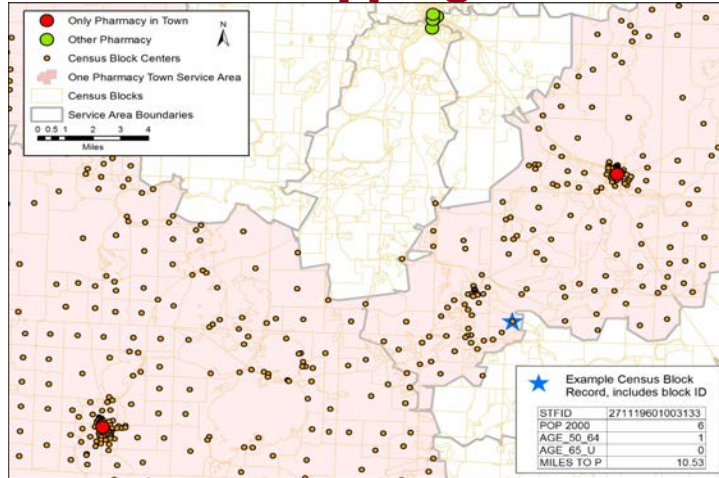 Only Pharmacy in Town
N
Other Pharmacy
Census Block Centers
One Pharmacy Town Service Area
Census Blocks
Service Area Boundaries
0 0.5 1 2 3 4
Miles
Example Census Block
Record, includes block ID
STFID 271119601003133
POP 2000 6
AGE_50_64 1
AGE_65_U 0
MILES TO P 10.53